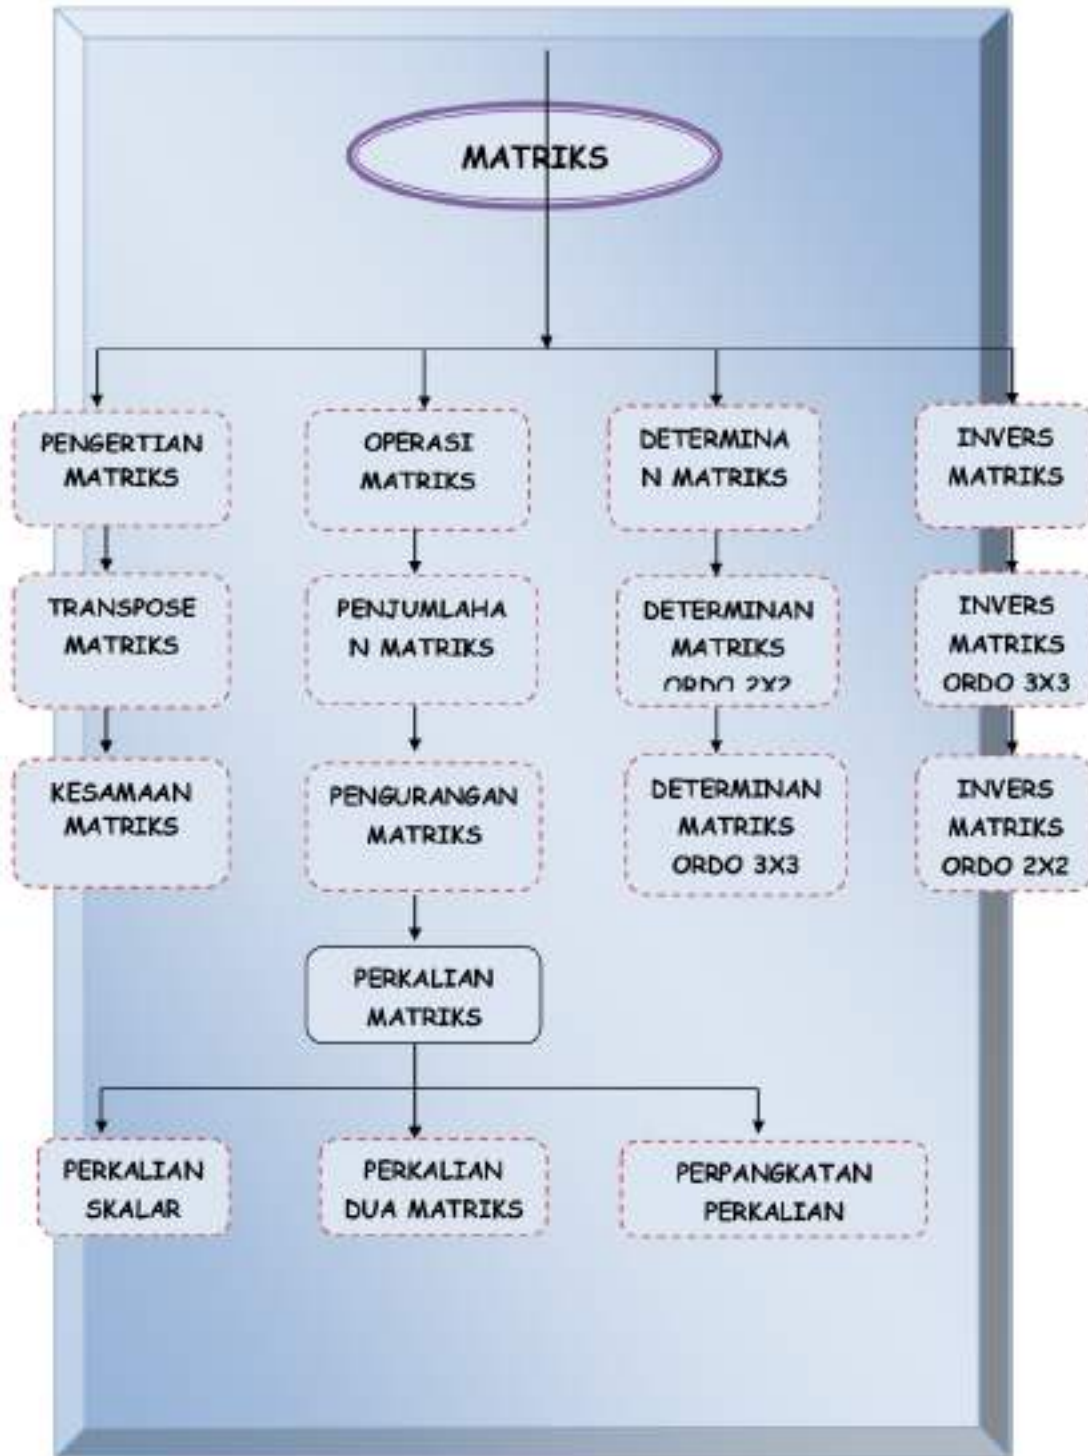 MATRIKS
PENGERTIAN
MATRIKS
OPERASI
MATRIKS
DETERMINA
N MATRIKS
INVERS
MATRIKS
TRANSPOSE
MATRIKS
PENJUMLAHA
N MATRIKS
DETERMINAN
MATRIKS
ORDO 2X2
INVERS
MATRIKS
ORDO 3X3
KESAMAAN
MATRIKS
PENGURANGAN
MATRIKS
DETERMINAN
MATRIKS
ORDO 3X3
INVERS
MATRIKS
ORDO 2X2
PERKALIAN
MATRIKS
PERKALIAN
SKALAR
PERKALIAN
DUA MATRIKS
PERPANGKATAN
PERKALIAN